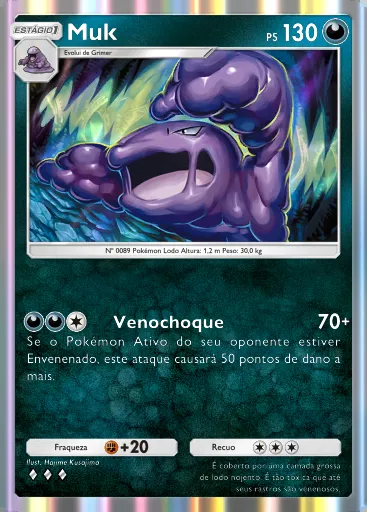 ESTÁGIO 1 Muk PS 130
Evolui de Grimer
Nº 0089 Pokémon Lodo Altura: 1,2 m Peso: 30,0 kg
Venochoque 70+
Se o Pokémon Ativo do seu oponente estiver
Envenenado, este ataque causará 50 pontos de dano a
mais.
Fraqueza +20 Recuo
Ilust. Hajime Kusajima
É coberto por uma camada grossa
de lodo nojento. É tão tóxica que até
seus rastros são venenosos.